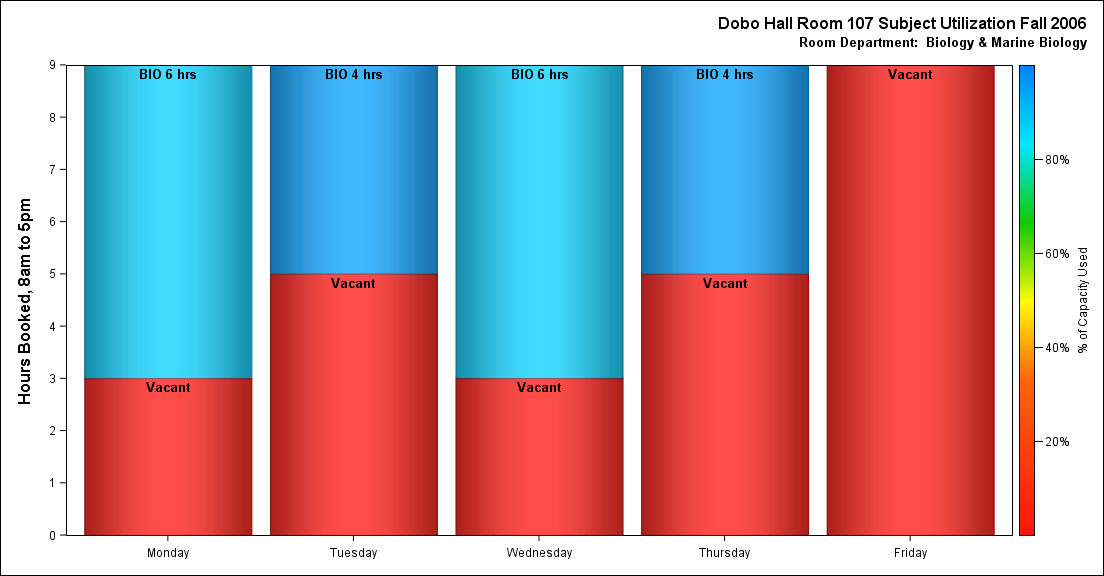 Dobo Hall Room 107 Subject Utilization Fall 2006
Room Department:  Biology & Marine Biology
Hours Booked, 8am to 5pm
9
8
7
6
5
4
3
2
1
0
BIO 6 hrs
Vacant
BIO 4 hrs
Vacant
BIO 6 hrs
Vacant
BIO 4 hrs
Vacant
Vacant
Monday
Tuesday
Wednesday
Thursday
Friday
80%
60%
40%
20%
% of Capacity Used